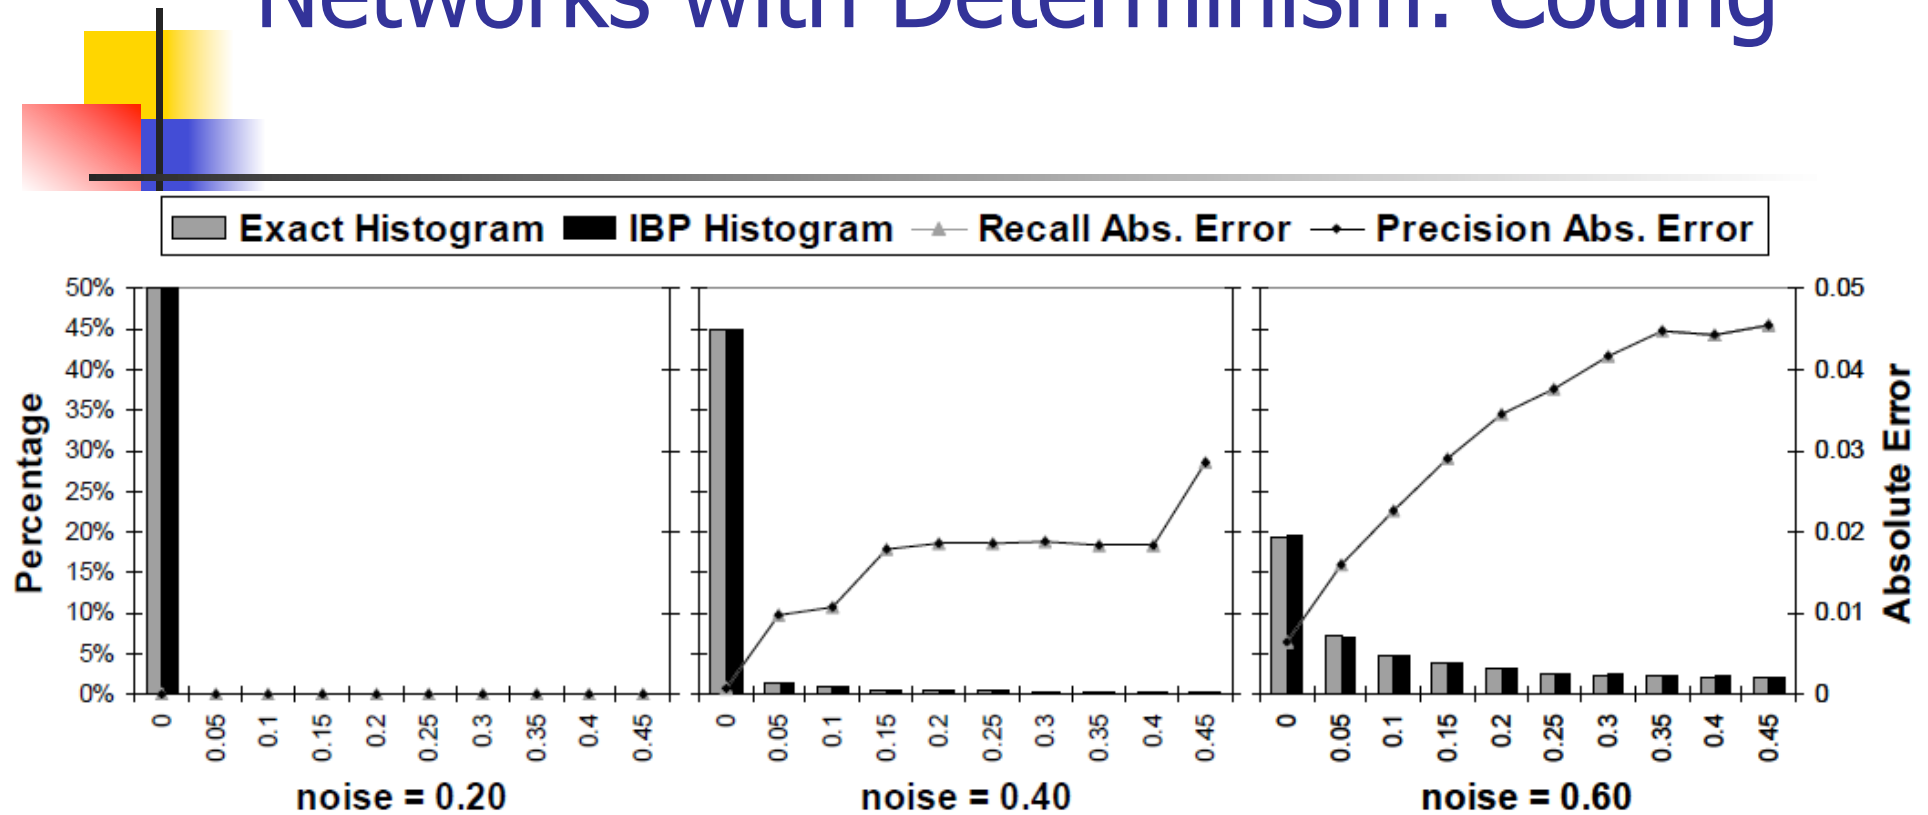 Networks with Determinism: Coding
Exact Histogram IBP Histogram Recall Abs. Error Precision Abs. Error
50%
45%
40%
35%
30%
25%
20%
15%
10%
5%
0%
Percentage
0 0.05 0.1 0.15 0.2 0.25 0.3 0.35 0.4 0.45
noise = 0.20
0 0.05 0.1 0.15 0.2 0.25 0.3 0.35 0.4 0.45
noise = 0.40
0 0.05 0.1 0.15 0.2 0.25 0.3 0.35 0.4 0.45
noise = 0.60
0.05
0.04
0.03
0.02
0.01
0
Absolute Error